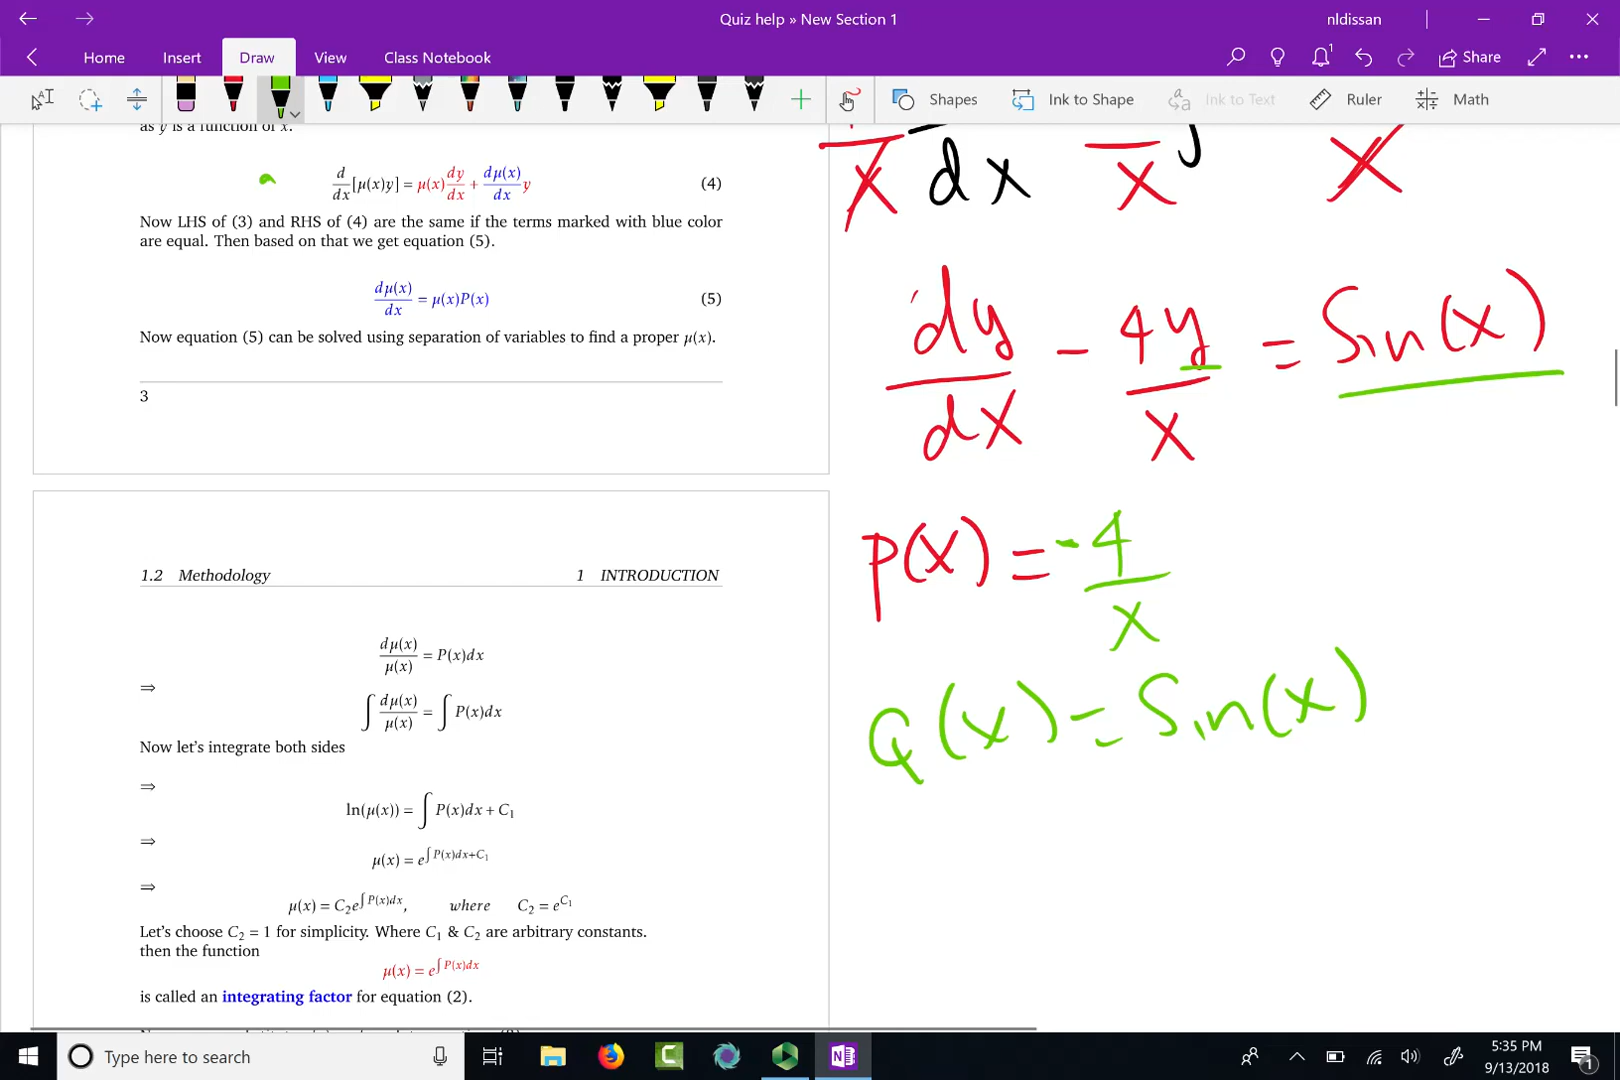 Quiz help » New Section 1
nldissan
Home Insert Draw View Class Notebook
Share
Shapes Ink to Shape Ink to Text Ruler Math
as y is a function of x.
d/dx[μ(x)y] = μ(x)dy/dx + dμ(x)/dx y (4)
Now LHS of (3) and RHS of (4) are the same if the terms marked with blue color
are equal. Then based on that we get equation (5).
dμ(x)/dx = μ(x)P(x) (5)
Now equation (5) can be solved using separation of variables to find a proper μ(x).
3
1.2 Methodology 1 INTRODUCTION
dμ(x)/μ(x) = P(x)dx
⇒
∫ dμ(x)/μ(x) = ∫ P(x)dx
Now let's integrate both sides
⇒
ln(μ(x)) = ∫ P(x)dx + C₁
⇒
μ(x) = e^{∫ P(x)dx+C₁}
⇒
μ(x) = C₂e^{∫ P(x)dx}, where C₂ = e^{C₁}
Let's choose C₂ = 1 for simplicity. Where C₁ & C₂ are arbitrary constants.
then the function
μ(x) = e^{∫ P(x)dx}
is called an integrating factor for equation (2).
x dx x y x
dy/dx - 4y/x = Sin(x)
P(x) = -4/x
Q(x) = Sin(x)
Type here to search
5:35 PM
9/13/2018